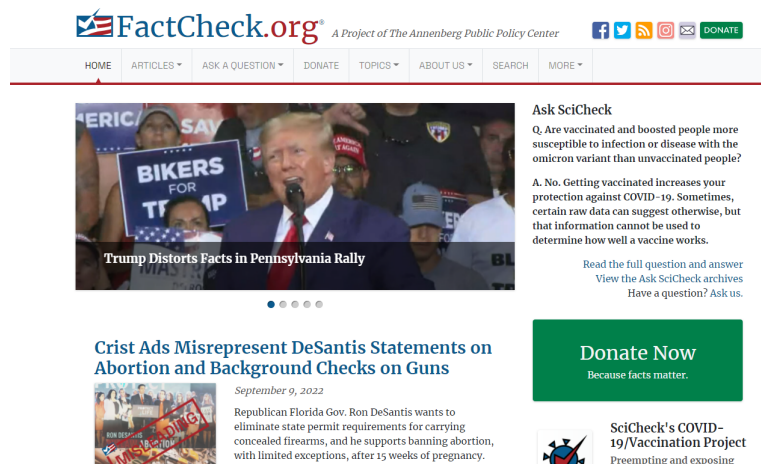 FactCheck.org®
A Project of The Annenberg Public Policy Center
DONATE
HOME
ARTICLES
ASK A QUESTION
DONATE
TOPICS
ABOUT US
SEARCH
MORE
BIKERS
FOR
TRUMP
Trump Distorts Facts in Pennsylvania Rally
Ask SciCheck
Q. Are vaccinated and boosted people more
susceptible to infection or disease with the
omicron variant than unvaccinated people?
A. No. Getting vaccinated increases your
protection against COVID-19. Sometimes,
certain raw data can suggest otherwise, but
that information cannot be used to
determine how well a vaccine works.
Read the full question and answer
View the Ask SciCheck archives
Have a question? Ask us.
Donate Now
Because facts matter.
Crist Ads Misrepresent DeSantis Statements on
Abortion and Background Checks on Guns
MISLEADING
RON DESANTIS
September 9, 2022
Republican Florida Gov. Ron DeSantis wants to
eliminate state permit requirements for carrying
concealed firearms, and he supports banning abortion,
with limited exceptions, after 15 weeks of pregnancy.
SciCheck's COVID-
19/Vaccination Project
Preempting and exposing